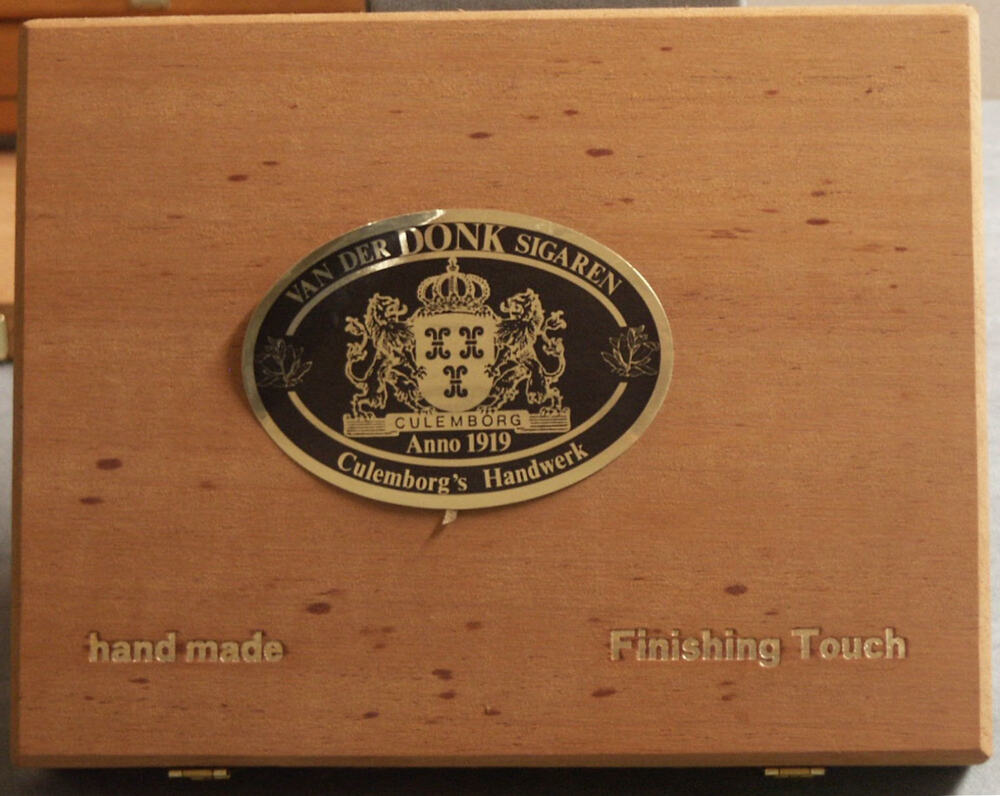 VAN DER DONK SIGAREN
CULEMBORG
Anno 1919
Culemborg's Handwerk
hand made
Finishing Touch